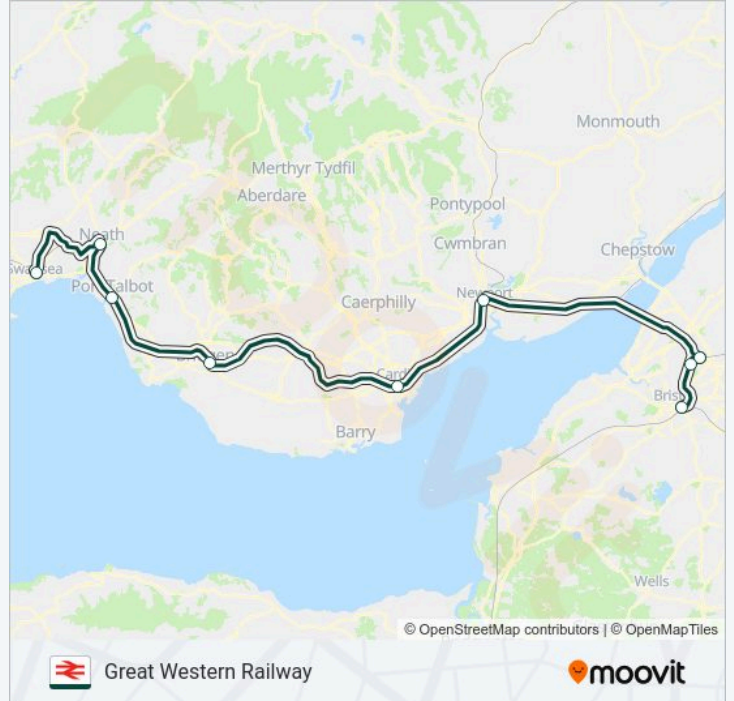 Monmouth
Merthyr Tydfil
Aberdare
Pontypool
Neath
Cwmbran
Chepstow
Swansea
Port Talbot
Caerphilly
Newport
Barry
Wells
© OpenStreetMap contributors | © OpenMapTiles
Great Western Railway
moovit